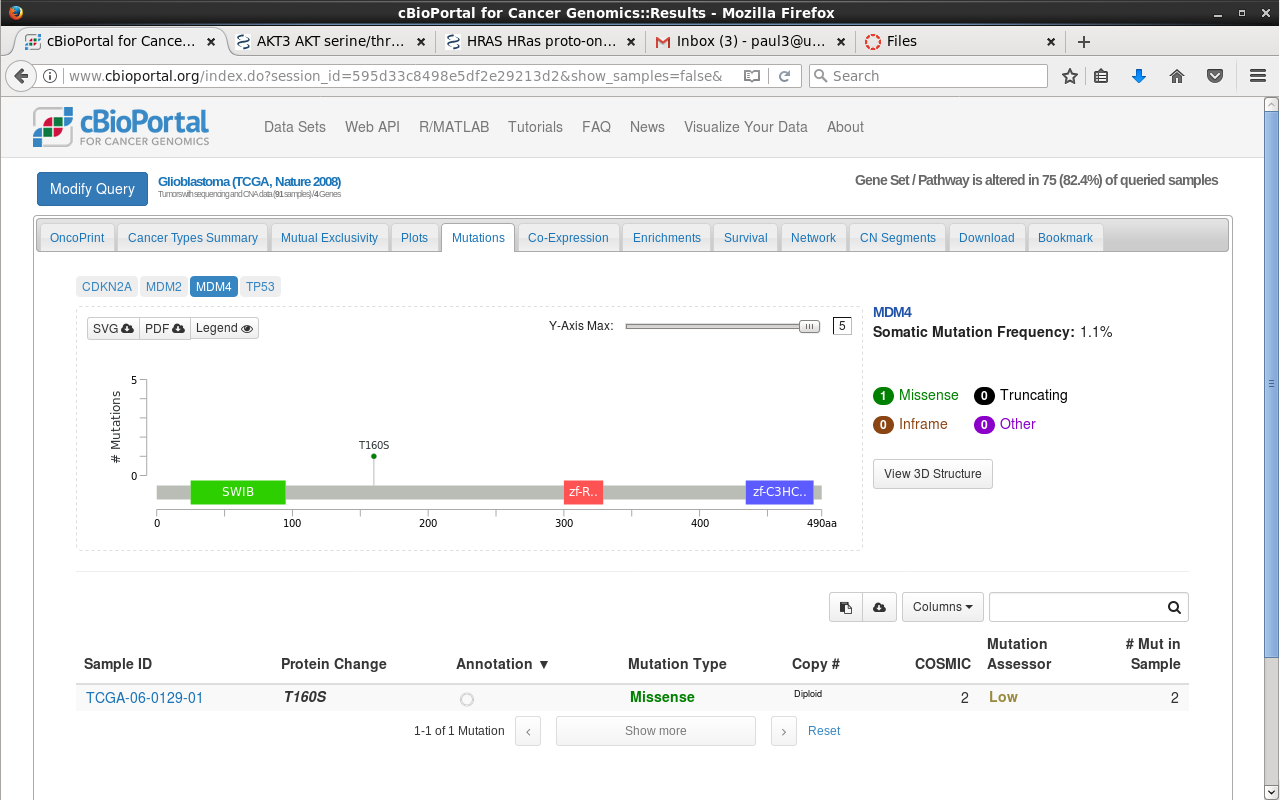 cBioPortal for Cancer Genomics::Results - Mozilla Firefox
cBioPortal for Cance... AKT3 AKT serine/thr... HRAS HRas proto-on... Inbox (3) - paul3@u... Files
www.cbioportal.org/index.do?session_id=595d33c8498e5df2e29213d2&show_samples=false& Search
cBioPortal
FOR CANCER GENOMICS
Data Sets Web API R/MATLAB Tutorials FAQ News Visualize Your Data About
Modify Query
Glioblastoma (TCGA, Nature 2008)
Tumors with sequencing and CNA data (91 samples) / 4 Genes
Gene Set / Pathway is altered in 75 (82.4%) of queried samples
OncoPrint Cancer Types Summary Mutual Exclusivity Plots Mutations Co-Expression Enrichments Survival Network CN Segments Download Bookmark
CDKN2A MDM2 MDM4 TP53
SVG PDF Legend
Y-Axis Max: 5
# Mutations
5
0
T160S
SWIB zf-R.. zf-C3HC..
0 100 200 300 400 490aa
MDM4
Somatic Mutation Frequency: 1.1%
1 Missense 0 Truncating
0 Inframe 0 Other
View 3D Structure
Columns
Sample ID Protein Change Annotation ▼ Mutation Type Copy # COSMIC Mutation Assessor # Mut in Sample
TCGA-06-0129-01 T160S Missense Diploid 2 Low 2
1-1 of 1 Mutation ‹ Show more › Reset